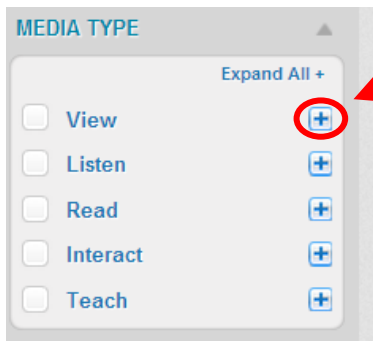 MEDIA TYPE
Expand All +
View
Listen
Read
Interact
Teach